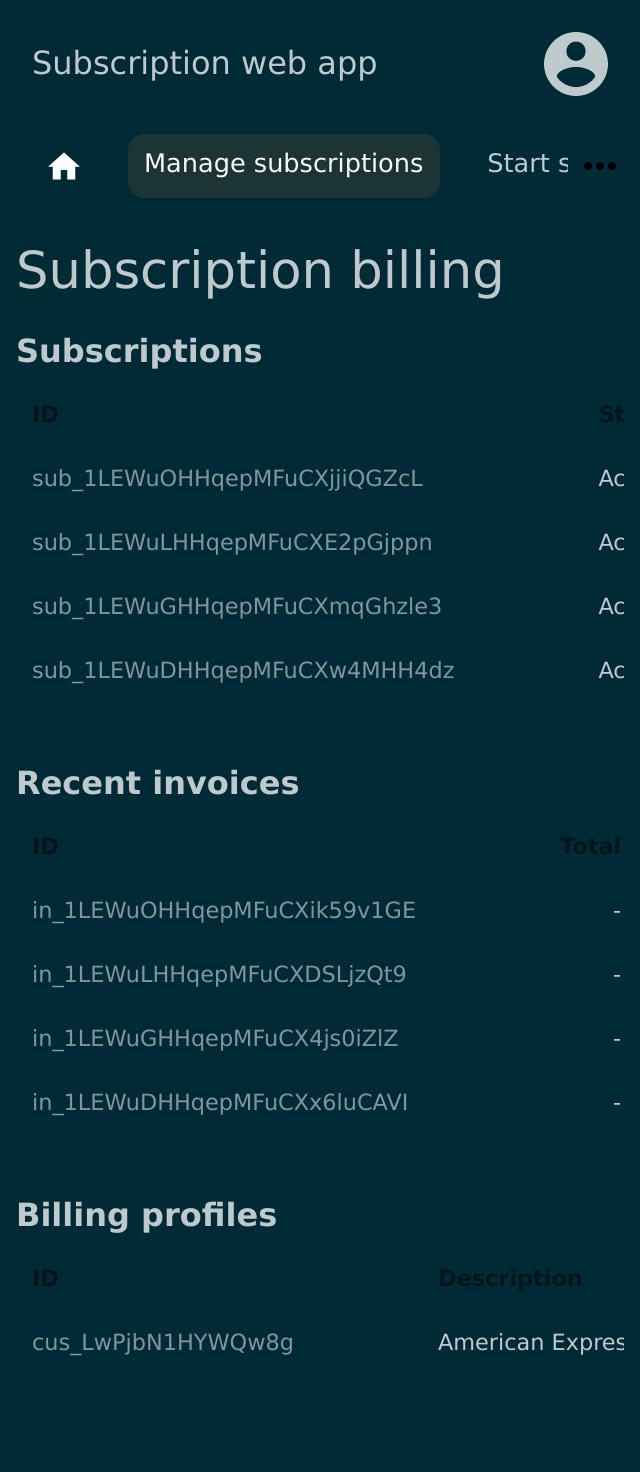 Subscription web app
Manage subscriptions Start s
Subscription billing
Subscriptions
ID St
sub_1LEWuOHHqepMFuCXjjiQGZcL Ac
sub_1LEWuLHHqepMFuCXE2pGjppn Ac
sub_1LEWuGHHqepMFuCXmqGhzle3 Ac
sub_1LEWuDHHqepMFuCXw4MHH4dz Ac
Recent invoices
ID Total
in_1LEWuOHHqepMFuCXik59v1GE -
in_1LEWuLHHqepMFuCXDSLjzQt9 -
in_1LEWuGHHqepMFuCX4js0iZlZ -
in_1LEWuDHHqepMFuCXx6luCAVI -
Billing profiles
ID Description
cus_LwPjbN1HYWQw8g American Expres